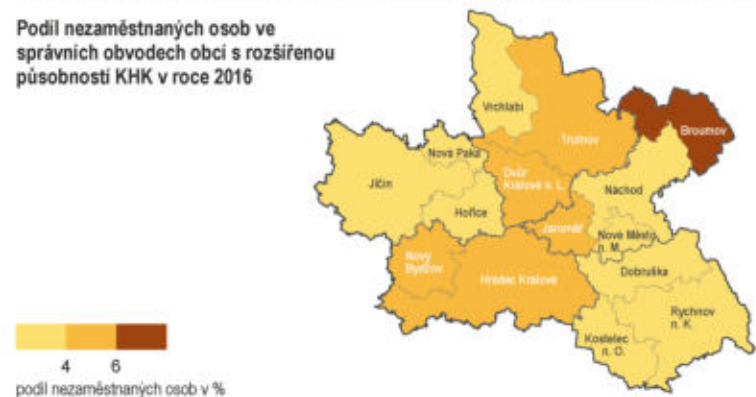 Podíl nezaměstnaných osob ve
správních obvodech obcí s rozšířenou
působností KHK v roce 2016
Vrchlabí
Trutnov
Broumov
Nová Paka
Dvůr
Králové n. L.
Jičín
Náchod
Hořice
Jaroměř
Nové Město
n. M.
Nový
Bydžov
Hradec Králové
Dobruška
Rychnov
n. K.
Kostelec
n. O.
4 6
podíl nezaměstnaných osob v %